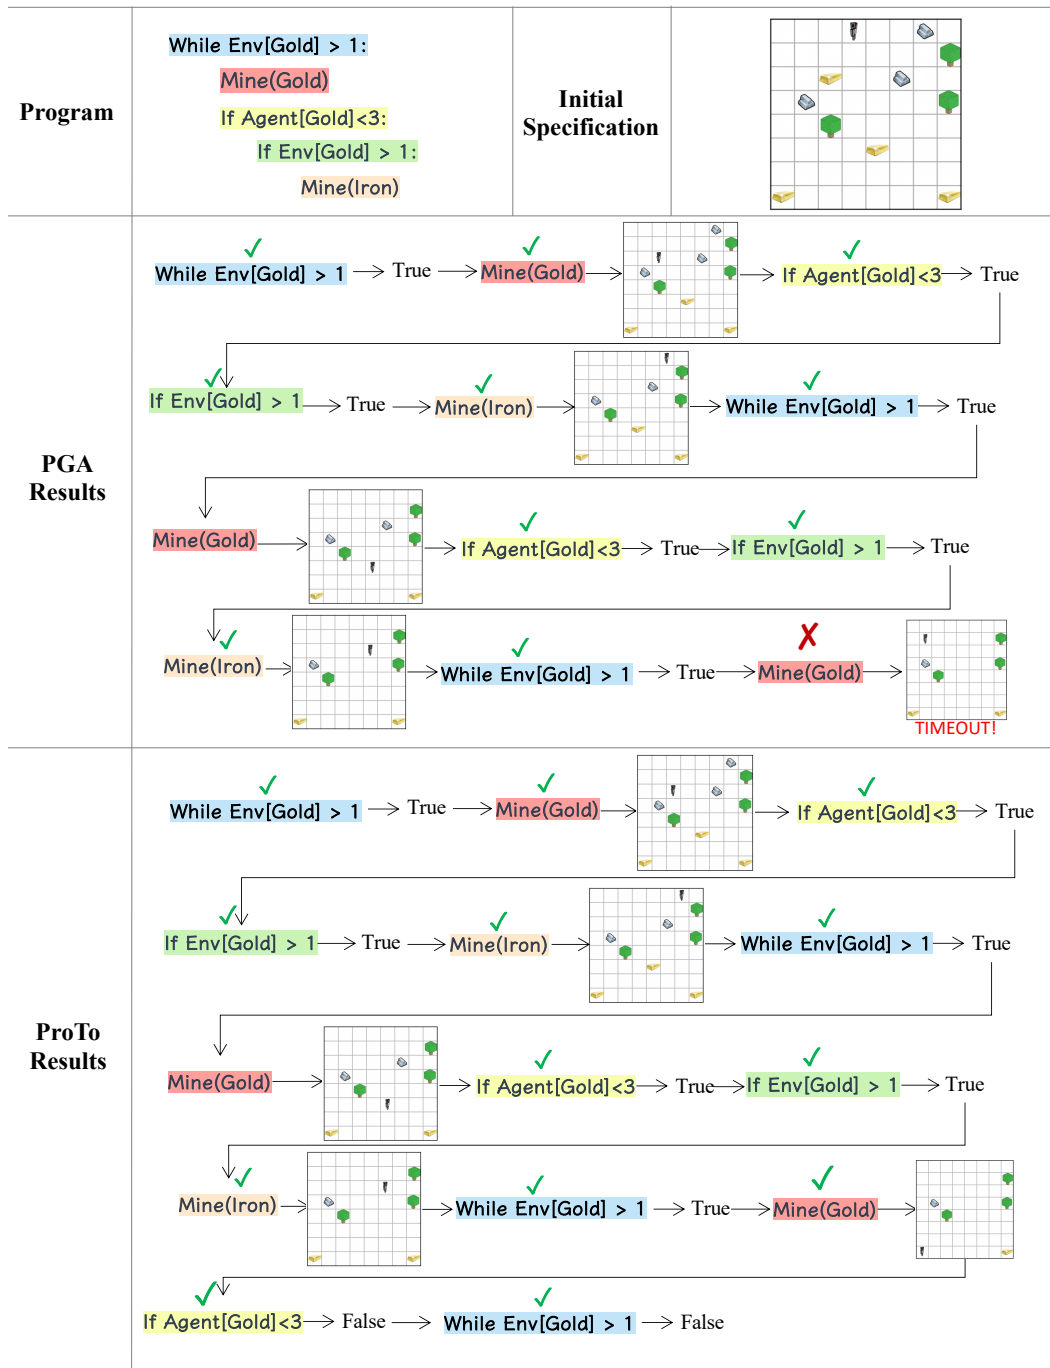 Program
While Env[Gold] > 1:
Mine(Gold)
If Agent[Gold]<3:
If Env[Gold] > 1:
Mine(Iron)
Initial
Specification
PGA
Results
While Env[Gold] > 1 True Mine(Gold) If Agent[Gold]<3 True
If Env[Gold] > 1 True Mine(Iron) While Env[Gold] > 1 True
Mine(Gold) If Agent[Gold]<3 True If Env[Gold] > 1 True
Mine(Iron) While Env[Gold] > 1 True Mine(Gold)
TIMEOUT!
ProTo
Results
While Env[Gold] > 1 True Mine(Gold) If Agent[Gold]<3 True
If Env[Gold] > 1 True Mine(Iron) While Env[Gold] > 1 True
Mine(Gold) If Agent[Gold]<3 True If Env[Gold] > 1 True
Mine(Iron) While Env[Gold] > 1 True Mine(Gold)
If Agent[Gold]<3 False While Env[Gold] > 1 False